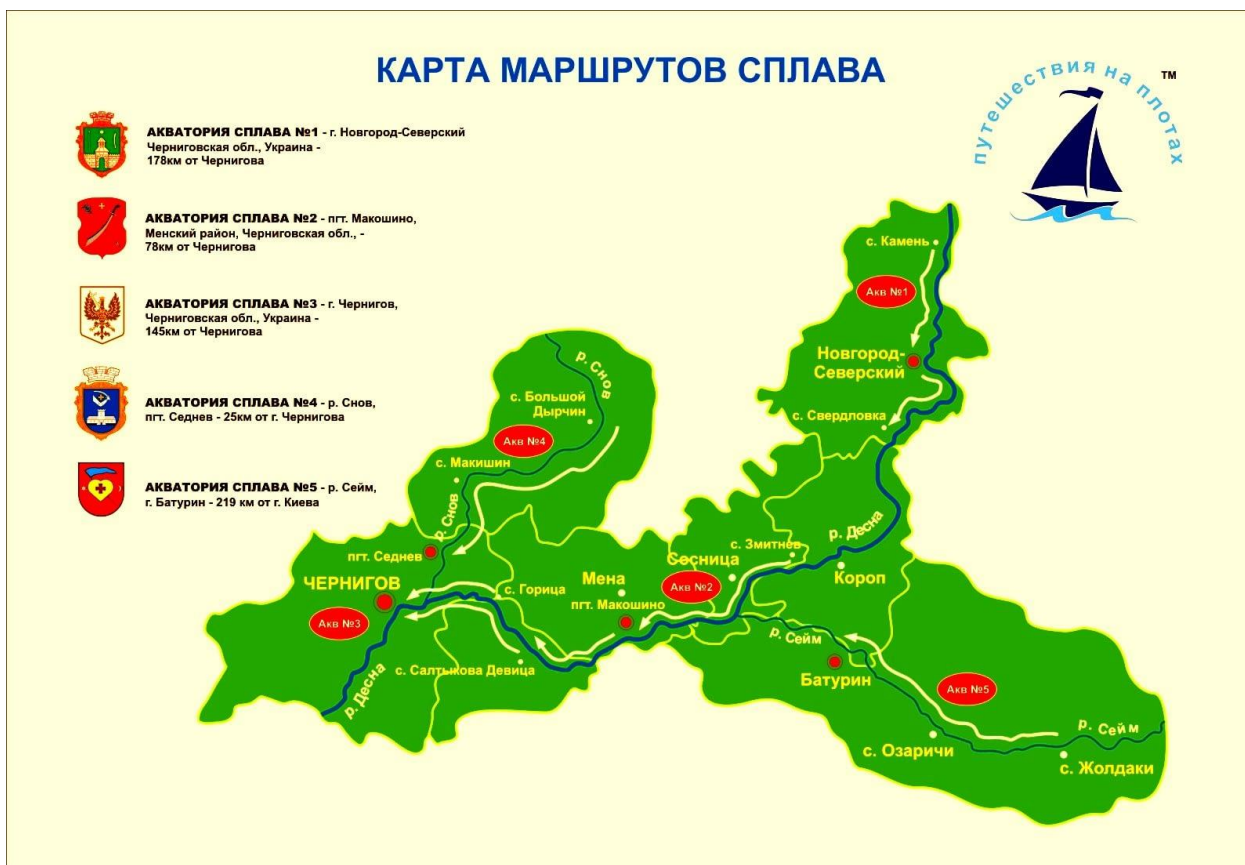 КАРТА МАРШРУТОВ СПЛАВА
путешествия на плотах
TM
АКВАТОРИЯ СПЛАВА №1 - г. Новгород-Северский
Черниговская обл., Украина -
178км от Чернигова
АКВАТОРИЯ СПЛАВА №2 - пгт. Макошино,
Менский район, Черниговская обл., -
78км от Чернигова
АКВАТОРИЯ СПЛАВА №3 - г. Чернигов,
Черниговская обл., Украина -
145км от Чернигова
АКВАТОРИЯ СПЛАВА №4 - р. Снов,
пгт. Седнев - 25км от г. Чернигова
АКВАТОРИЯ СПЛАВА №5 - р. Сейм,
г. Батурин - 219 км от г. Киева
с. Камень
Акв №1
Новгород-
Северский
с. Свердловка
р. Снов
с. Большой
Дырчин
Акв №4
с. Макишин
р. Снов
пгт. Седнев
ЧЕРНИГОВ
Акв №3
р. Десна
с. Горица
с. Салтыкова Девица
Мена
пгт. Макошино
Акв №2
Сосница
с. Змитнев
р. Десна
Короп
р. Сейм
Батурин
Акв №5
с. Озаричи
р. Сейм
с. Жолдаки